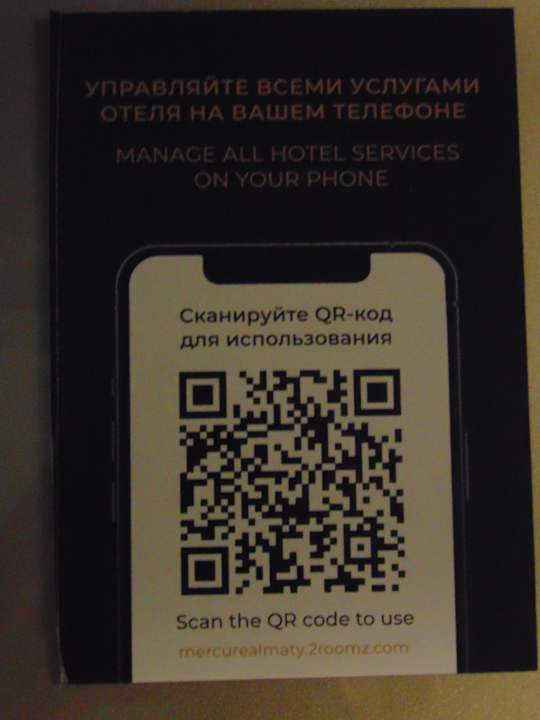 УПРАВЛЯЙТЕ ВСЕМИ УСЛУГАМИ
ОТЕЛЯ НА ВАШЕМ ТЕЛЕФОНЕ
MANAGE ALL HOTEL SERVICES
ON YOUR PHONE
Сканируйте QR-код
для использования
Scan the QR code to use
mercurealmaty.2roomz.com